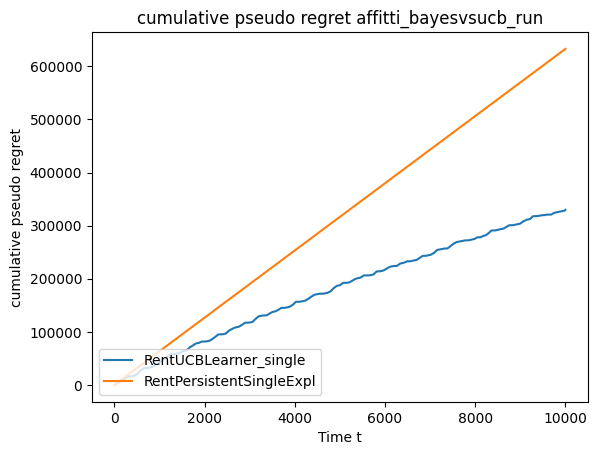 cumulative pseudo regret affitti_bayesvsucb_run
600000
500000
400000
300000
200000
100000
0
cumulative pseudo regret
RentUCBLearner_single
RentPersistentSingleExpl
0
2000
4000
6000
8000
10000
Time t